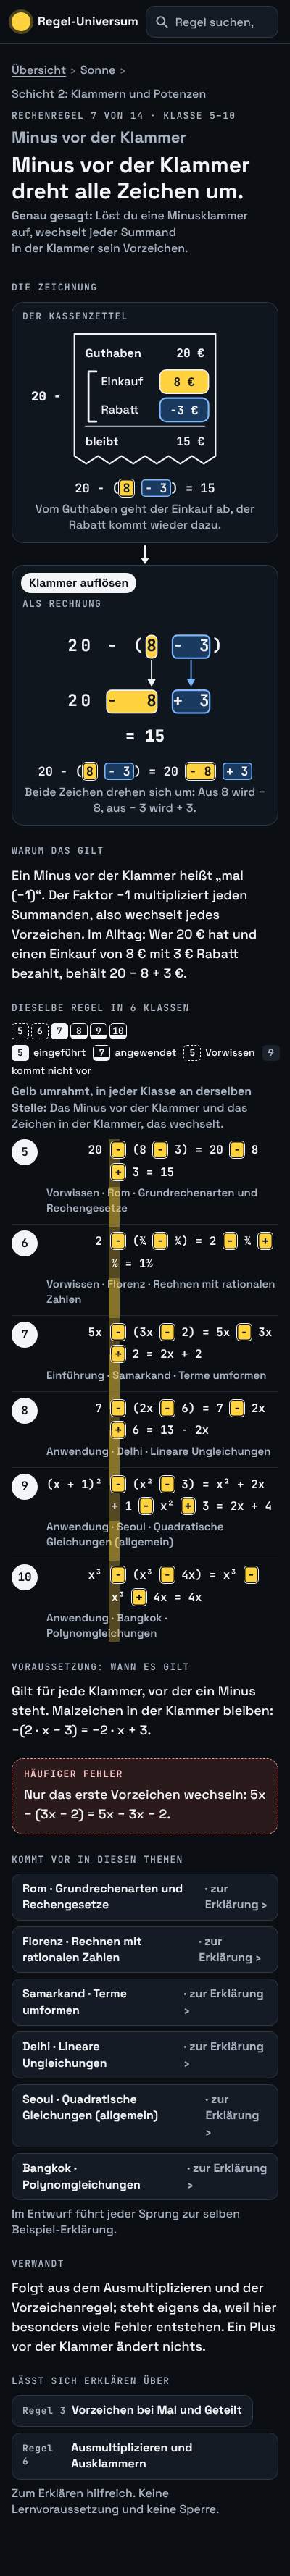 Regel-Universum
Regel suchen,
Übersicht > Sonne >
Schicht 2: Klammern und Potenzen
RECHENREGEL 7 VON 14 · KLASSE 5–10
Minus vor der Klammer
Minus vor der Klammer
dreht alle Zeichen um.
Genau gesagt: Löst du eine Minusklammer
auf, wechselt jeder Summand
in der Klammer sein Vorzeichen.
DIE ZEICHNUNG
DER KASSENZETTEL
Guthaben 20 €
20 - Einkauf 8 €
Rabatt -3 €
bleibt 15 €
20 - (8 - 3) = 15
Vom Guthaben geht der Einkauf ab, der
Rabatt kommt wieder dazu.
Klammer auflösen
ALS RECHNUNG
20 - (8 - 3)
20 - 8 + 3
= 15
20 - (8 - 3) = 20 - 8 + 3
Beide Zeichen drehen sich um: Aus 8 wird −
8, aus − 3 wird + 3.
WARUM DAS GILT
Ein Minus vor der Klammer heißt „mal
(−1)“. Der Faktor −1 multipliziert jeden
Summanden, also wechselt jedes
Vorzeichen. Im Alltag: Wer 20 € hat und
einen Einkauf von 8 € mit 3 € Rabatt
bezahlt, behält 20 − 8 + 3 €.
DIESELBE REGEL IN 6 KLASSEN
5 6 7 8 9 10
5 eingeführt 7 angewendet 5 Vorwissen 9
kommt nicht vor
Gelb umrahmt, in jeder Klasse an derselben
Stelle: Das Minus vor der Klammer und das
Zeichen in der Klammer, das wechselt.
5 20 - (8 - 3) = 20 - 8
+ 3 = 15
Vorwissen · Rom · Grundrechenarten und
Rechengesetze
6 2 - (¾ - ¼) = 2 - ¾ +
¼ = 1½
Vorwissen · Florenz · Rechnen mit rationalen
Zahlen
7 5x - (3x - 2) = 5x - 3x
+ 2 = 2x + 2
Einführung · Samarkand · Terme umformen
8 7 - (2x - 6) = 7 - 2x
+ 6 = 13 - 2x
Anwendung · Delhi · Lineare Ungleichungen
9 (x + 1)² - (x² - 3) = x² + 2x
+ 1 - x² + 3 = 2x + 4
Anwendung · Seoul · Quadratische
Gleichungen (allgemein)
10 x³ - (x³ - 4x) = x³ -
x³ + 4x = 4x
Anwendung · Bangkok ·
Polynomgleichungen
VORAUSSETZUNG: WANN ES GILT
Gilt für jede Klammer, vor der ein Minus
steht. Malzeichen in der Klammer bleiben:
−(2 · x − 3) = −2 · x + 3.
HÄUFIGER FEHLER
Nur das erste Vorzeichen wechseln: 5x
− (3x − 2) = 5x − 3x − 2.
KOMMT VOR IN DIESEN THEMEN
Rom · Grundrechenarten und
Rechengesetze
· zur
Erklärung >
Florenz · Rechnen mit
rationalen Zahlen
· zur
Erklärung >
Samarkand · Terme
umformen
· zur Erklärung
>
Delhi · Lineare
Ungleichungen
· zur Erklärung
>
Seoul · Quadratische
Gleichungen (allgemein)
· zur
Erklärung
>
Bangkok ·
Polynomgleichungen
· zur Erklärung
>
Im Entwurf führt jeder Sprung zur selben
Beispiel-Erklärung.
VERWANDT
Folgt aus dem Ausmultiplizieren und der
Vorzeichenregel; steht eigens da, weil hier
besonders viele Fehler entstehen. Ein Plus
vor der Klammer ändert nichts.
LÄSST SICH ERKLÄREN ÜBER
Regel 3 Vorzeichen bei Mal und Geteilt
Regel
6
Ausmultiplizieren und
Ausklammern
Zum Erklären hilfreich. Keine
Lernvoraussetzung und keine Sperre.